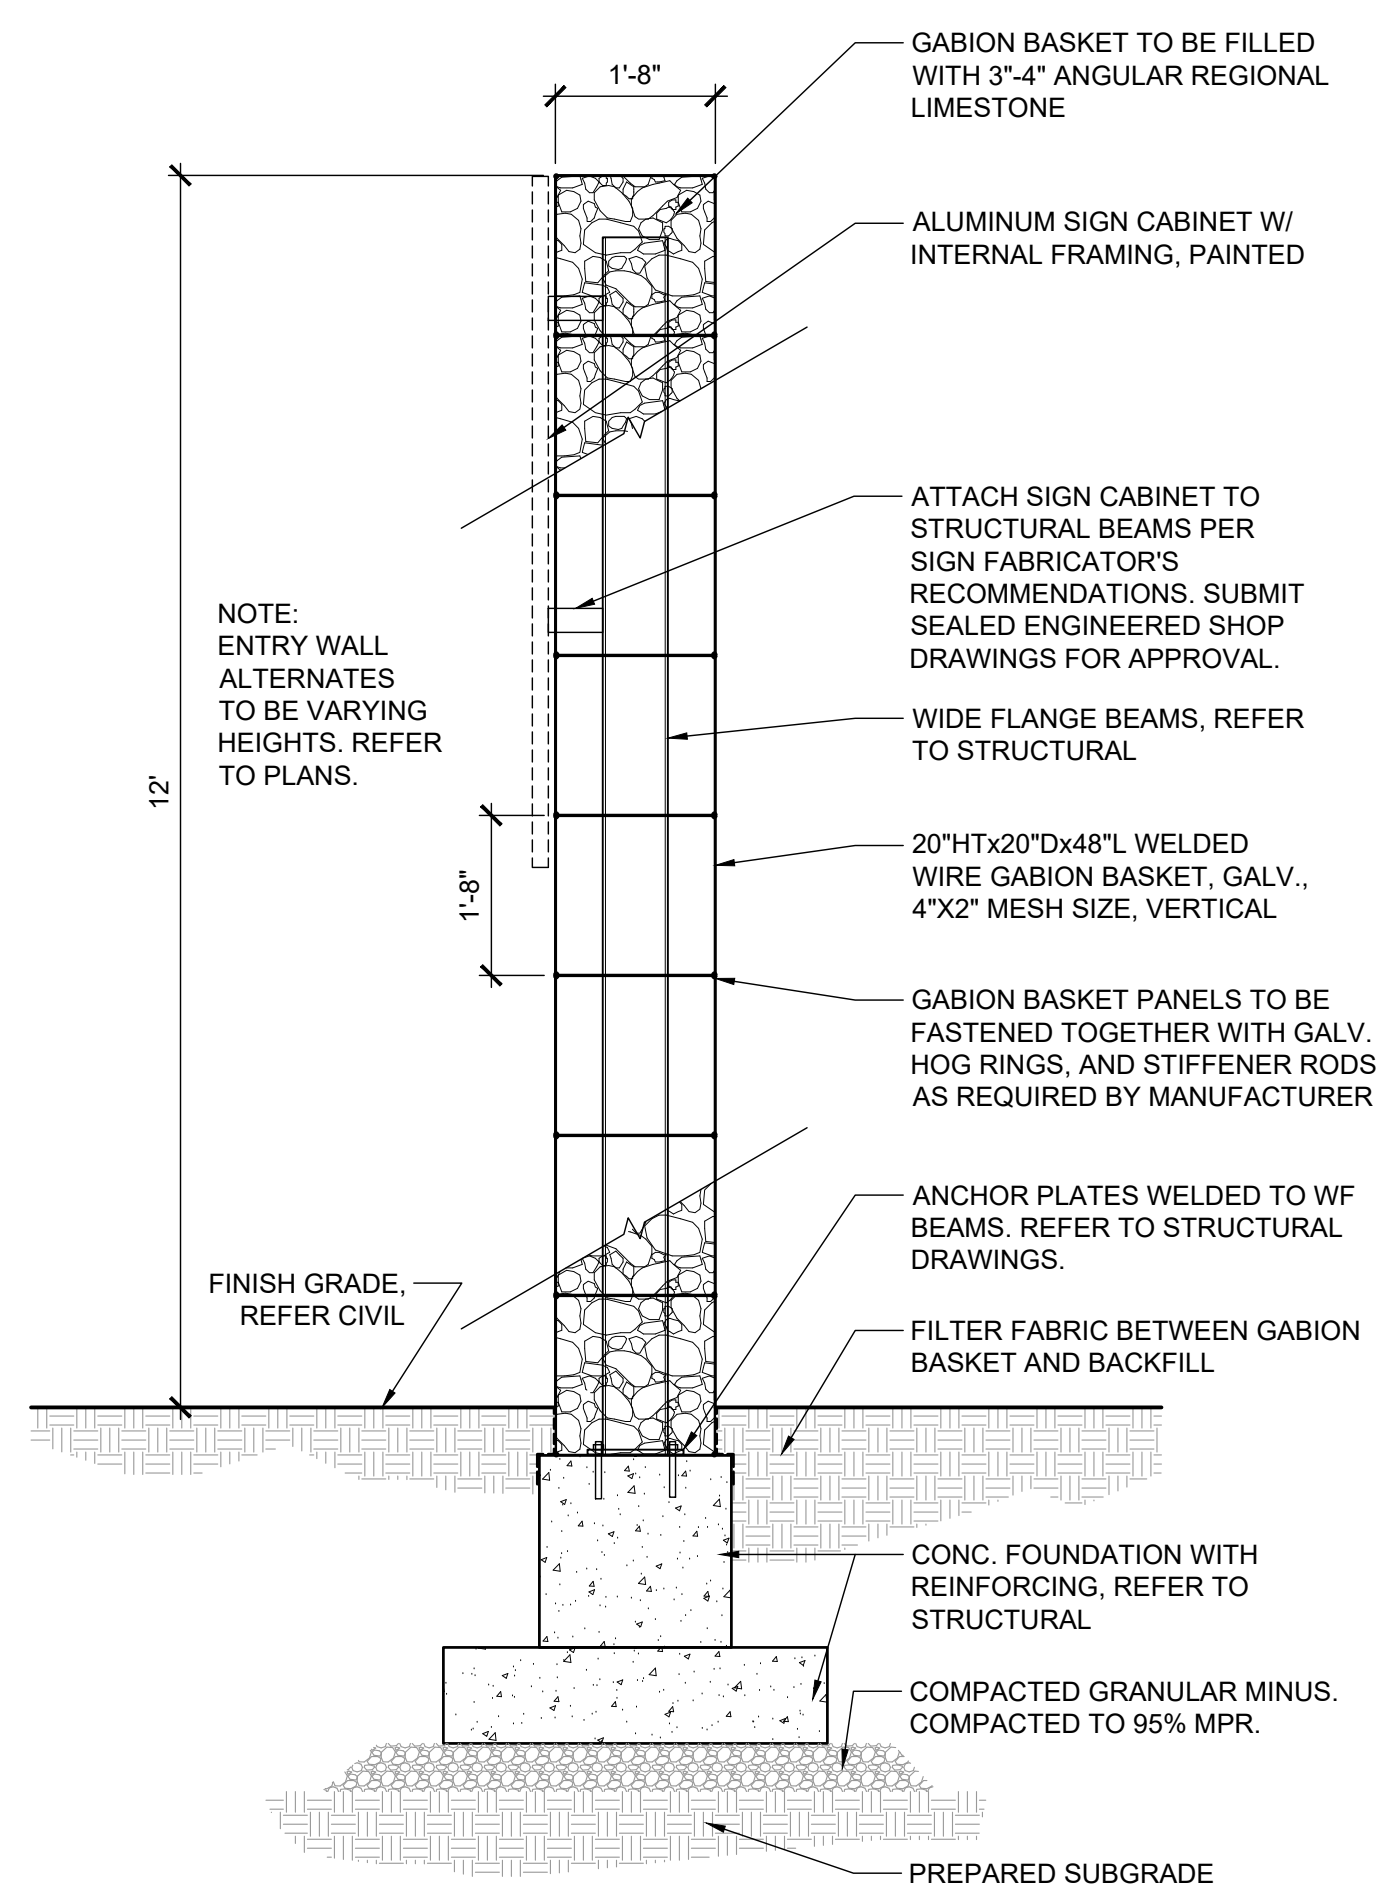 1'-8"
GABION BASKET TO BE FILLED
WITH 3"-4" ANGULAR REGIONAL
LIMESTONE
ALUMINUM SIGN CABINET W/
INTERNAL FRAMING, PAINTED
ATTACH SIGN CABINET TO
STRUCTURAL BEAMS PER
SIGN FABRICATOR'S
RECOMMENDATIONS. SUBMIT
SEALED ENGINEERED SHOP
DRAWINGS FOR APPROVAL.
NOTE:
ENTRY WALL
ALTERNATES
TO BE VARYING
HEIGHTS. REFER
TO PLANS.
WIDE FLANGE BEAMS, REFER
TO STRUCTURAL
12'
1'-8"
20"HTx20"Dx48"L WELDED
WIRE GABION BASKET, GALV.,
4"X2" MESH SIZE, VERTICAL
GABION BASKET PANELS TO BE
FASTENED TOGETHER WITH GALV.
HOG RINGS, AND STIFFENER RODS
AS REQUIRED BY MANUFACTURER
ANCHOR PLATES WELDED TO WF
BEAMS. REFER TO STRUCTURAL
DRAWINGS.
FINISH GRADE,
REFER CIVIL
FILTER FABRIC BETWEEN GABION
BASKET AND BACKFILL
CONC. FOUNDATION WITH
REINFORCING, REFER TO
STRUCTURAL
COMPACTED GRANULAR MINUS.
COMPACTED TO 95% MPR.
PREPARED SUBGRADE